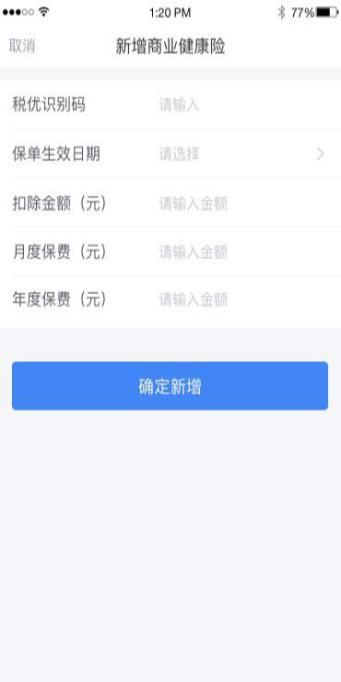 1:20 PM 77%
取消 新增商业健康险
税优识别码 请输入
保单生效日期 请选择
扣除金额（元） 请输入金额
月度保费（元） 请输入金额
年度保费（元） 请输入金额
确定新增